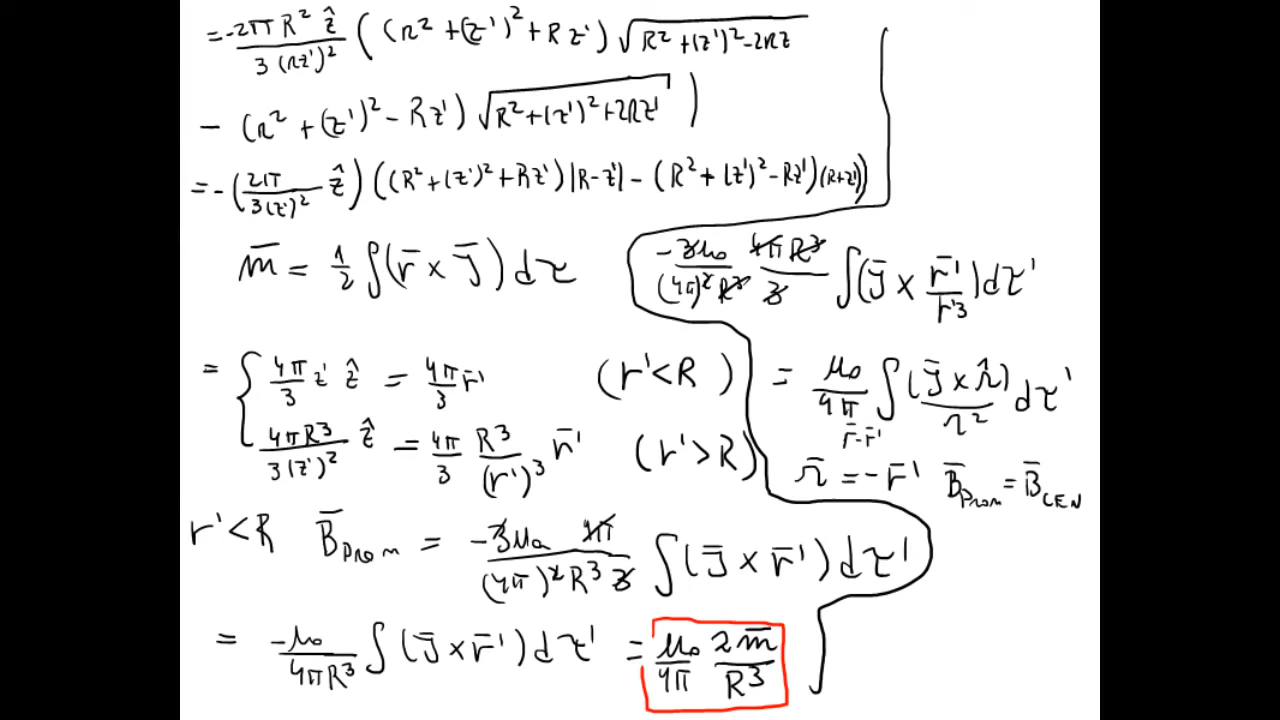 = -2π R² ẑ / 3 (Rz')² ( (R² + (z')² + R z') √(R² + (z')² - 2Rz)
- (R² + (z')² - R z') √(R² + (z')² + 2Rz') )
= -(2π / 3(z')² ẑ) ((R² + (z')² + Rz') |R-z'| - (R² + (z')² - Rz')(R+z'))
m̄ = 1/2 ∫(r̄ × J̄) dτ
= { 4π/3 z' ẑ = 4π/3 r̄' (r' < R)
4πR³ / 3(z')² ẑ = 4π/3 R³/(r')³ r̄' (r' > R)
r' < R B̄prom = -3μ₀ 4π / (4π)² R³ 3 ∫(J̄ × r̄') dτ'
= -μ₀ / 4πR³ ∫(J̄ × r̄') dτ' = μ₀/4π 2m̄/R³
-3μ₀ / (4π)² R³ 4πR³ / 3 ∫(J̄ × r̄'/r'³) dτ'
= μ₀/4π ∫ (J̄ × r̂)/r² dτ'
r̄-r̄'
r̄ = -r̄' B̄prom = B̄CEN